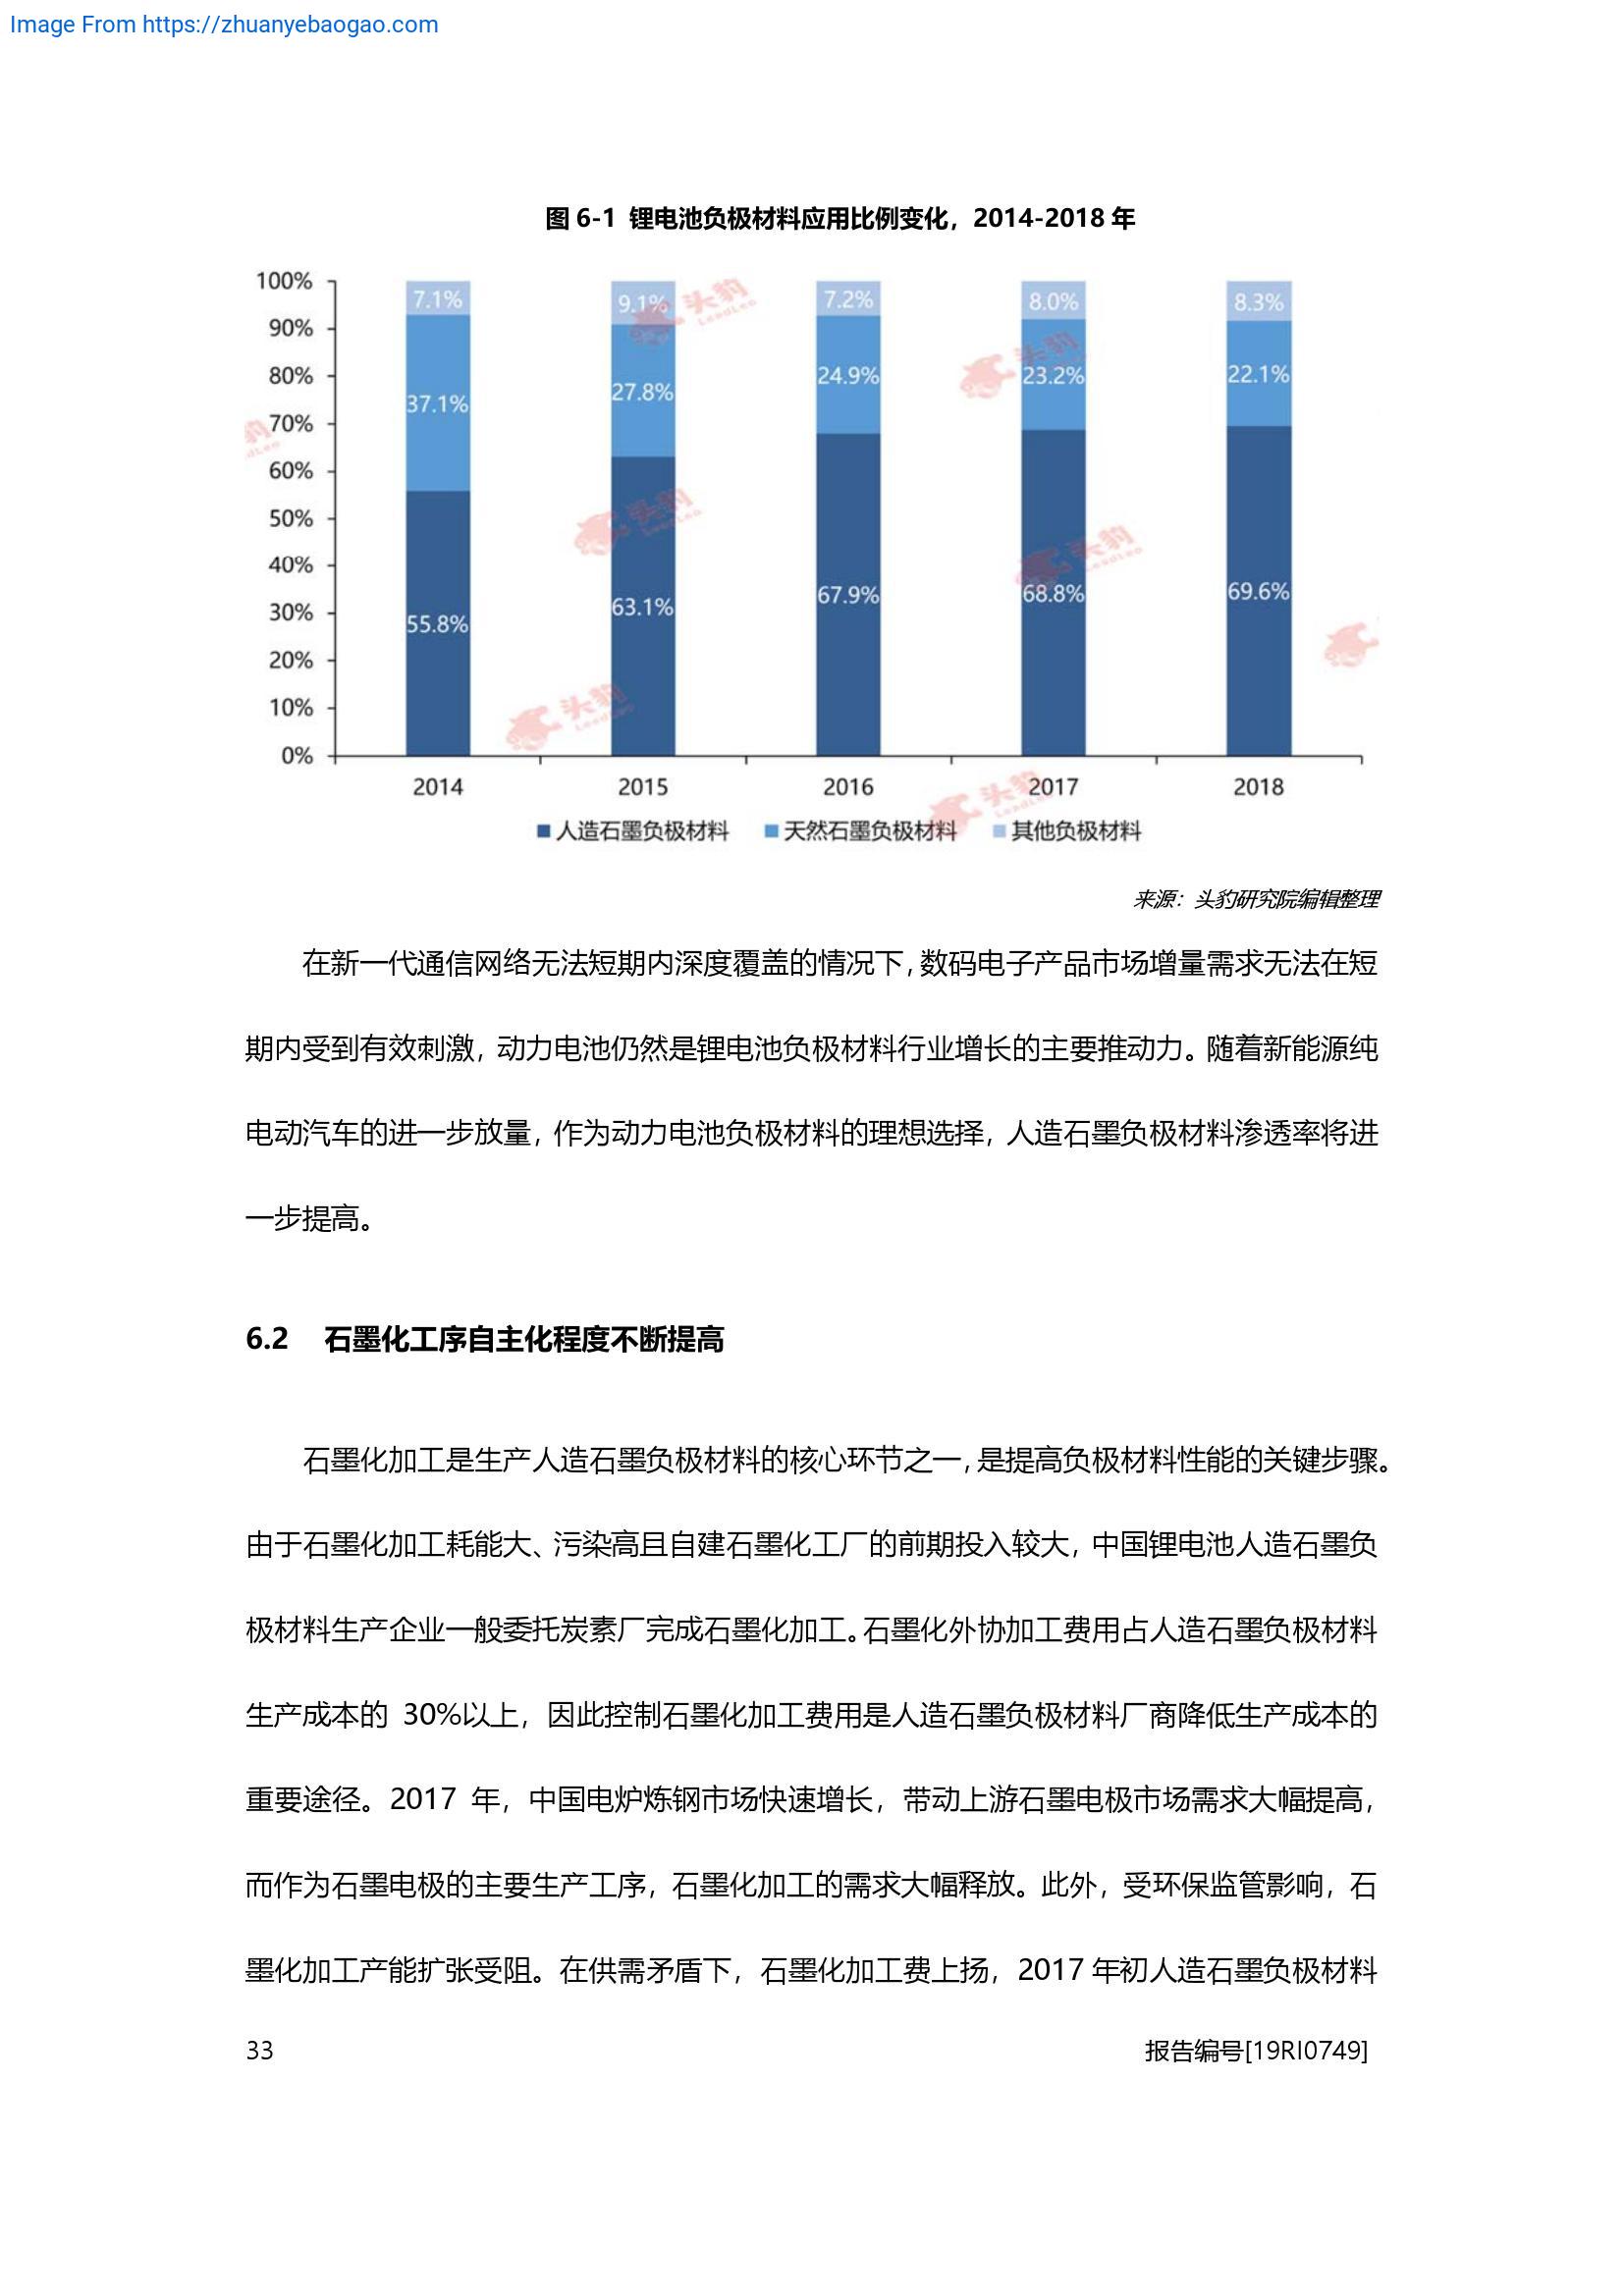 Image From https://zhuanyebaogao.com
图 6-1 锂电池负极材料应用比例变化，2014-2018 年
100%
90%
80%
70%
60%
50%
40%
30%
20%
10%
0%
7.1% 9.1% 7.2% 8.0% 8.3%
37.1% 27.8% 24.9% 23.2% 22.1%
55.8% 63.1% 67.9% 68.8% 69.6%
2014 2015 2016 2017 2018
人造石墨负极材料 天然石墨负极材料 其他负极材料
头豹
LeadLeo
来源：头豹研究院编辑整理
在新一代通信网络无法短期内深度覆盖的情况下，数码电子产品市场增量需求无法在短
期内受到有效刺激，动力电池仍然是锂电池负极材料行业增长的主要推动力。随着新能源纯
电动汽车的进一步放量，作为动力电池负极材料的理想选择，人造石墨负极材料渗透率将进
一步提高。
6.2 石墨化工序自主化程度不断提高
石墨化加工是生产人造石墨负极材料的核心环节之一，是提高负极材料性能的关键步骤。
由于石墨化加工耗能大、污染高且自建石墨化工厂的前期投入较大，中国锂电池人造石墨负
极材料生产企业一般委托炭素厂完成石墨化加工。石墨化外协加工费用占人造石墨负极材料
生产成本的 30%以上，因此控制石墨化加工费用是人造石墨负极材料厂商降低生产成本的
重要途径。2017 年，中国电炉炼钢市场快速增长，带动上游石墨电极市场需求大幅提高，
而作为石墨电极的主要生产工序，石墨化加工的需求大幅释放。此外，受环保监管影响，石
墨化加工产能扩张受阻。在供需矛盾下，石墨化加工费上扬，2017 年初人造石墨负极材料
33 报告编号[19RI0749]